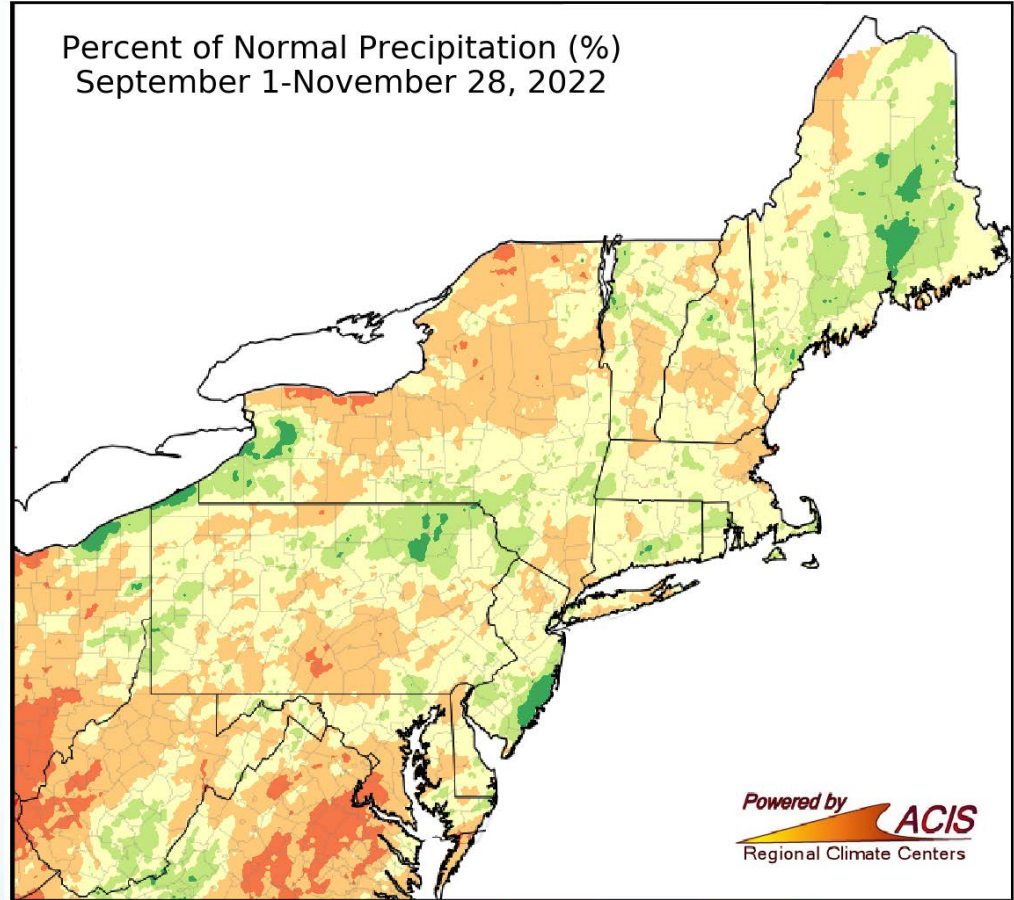 Percent of Normal Precipitation (%)
September 1-November 28, 2022
Powered by
ACIS
Regional Climate Centers